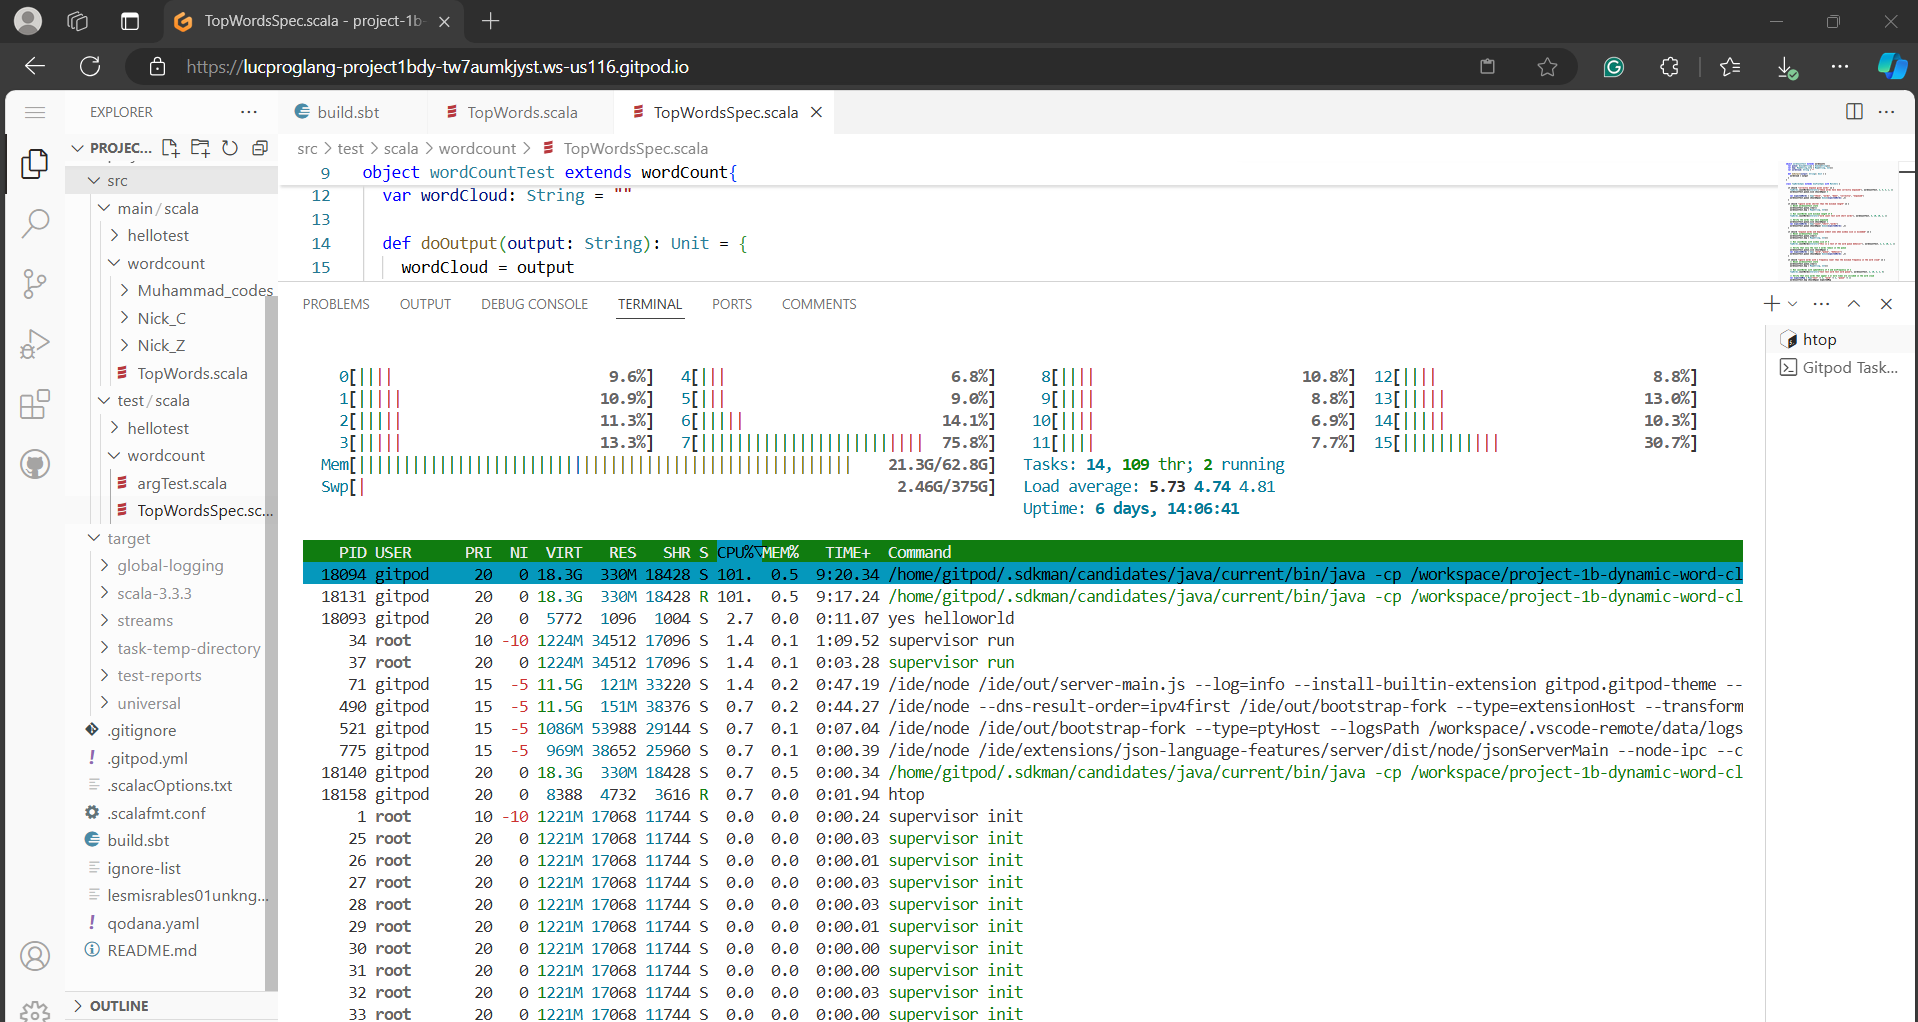 TopWordsSpec.scala - project-1b-
https://lucproglang-project1bdy-tw7aumkjyst.ws-us116.gitpod.io
EXPLORER
build.sbt
TopWords.scala
TopWordsSpec.scala
PROJEC...
src > test > scala > wordcount > TopWordsSpec.scala
src
main/scala
hellotest
wordcount
Muhammad_codes
Nick_C
Nick_Z
TopWords.scala
test/scala
hellotest
wordcount
argTest.scala
TopWordsSpec.sc...
target
global-logging
scala-3.3.3
streams
task-temp-directory
test-reports
universal
.gitignore
.gitpod.yml
.scalacOptions.txt
.scalafmt.conf
build.sbt
ignore-list
lesmisrables01unkng...
qodana.yaml
README.md
OUTLINE
9 object wordCountTest extends wordCount{
12 var wordCloud: String = ""
13
14 def doOutput(output: String): Unit = {
15 wordCloud = output
PROBLEMS OUTPUT DEBUG CONSOLE TERMINAL PORTS COMMENTS
htop
Gitpod Task...
0[|||| 9.6%] 4[||| 6.8%] 8[|||| 10.8%] 12[|||| 8.8%]
1[||||| 10.9%] 5[||| 9.0%] 9[|||| 8.8%] 13[||||| 13.0%]
2[||||| 11.3%] 6[||||| 14.1%] 10[|||| 6.9%] 14[||||| 10.3%]
3[||||| 13.3%] 7[||||||||||||||||||||||||| 75.8%] 11[|||| 7.7%] 15[||||||||||| 30.7%]
Mem[||||||||||||||||||||||||||||||||||||||||||||||||||||||| 21.3G/62.8G] Tasks: 14, 109 thr; 2 running
Swp[| 2.46G/375G] Load average: 5.73 4.74 4.81
Uptime: 6 days, 14:06:41
PID USER PRI NI VIRT RES SHR S CPU%▽MEM% TIME+ Command
18094 gitpod 20 0 18.3G 330M 18428 S 101. 0.5 9:20.34 /home/gitpod/.sdkman/candidates/java/current/bin/java -cp /workspace/project-1b-dynamic-word-cl
18131 gitpod 20 0 18.3G 330M 18428 R 101. 0.5 9:17.24 /home/gitpod/.sdkman/candidates/java/current/bin/java -cp /workspace/project-1b-dynamic-word-cl
18093 gitpod 20 0 5772 1096 1004 S 2.7 0.0 0:11.07 yes helloworld
34 root 10 -10 1224M 34512 17096 S 1.4 0.1 1:09.52 supervisor run
37 root 20 0 1224M 34512 17096 S 1.4 0.1 0:03.28 supervisor run
71 gitpod 15 -5 11.5G 121M 33220 S 1.4 0.2 0:47.19 /ide/node /ide/out/server-main.js --log=info --install-builtin-extension gitpod.gitpod-theme --
490 gitpod 15 -5 11.5G 151M 38376 S 0.7 0.2 0:44.27 /ide/node --dns-result-order=ipv4first /ide/out/bootstrap-fork --type=extensionHost --transform
521 gitpod 15 -5 1086M 53988 29144 S 0.7 0.1 0:07.04 /ide/node /ide/out/bootstrap-fork --type=ptyHost --logsPath /workspace/.vscode-remote/data/logs
775 gitpod 15 -5 969M 38652 25960 S 0.7 0.1 0:00.39 /ide/node /ide/extensions/json-language-features/server/dist/node/jsonServerMain --node-ipc --c
18140 gitpod 20 0 18.3G 330M 18428 S 0.7 0.5 0:00.34 /home/gitpod/.sdkman/candidates/java/current/bin/java -cp /workspace/project-1b-dynamic-word-cl
18158 gitpod 20 0 8388 4732 3616 R 0.7 0.0 0:01.94 htop
1 root 10 -10 1221M 17068 11744 S 0.0 0.0 0:00.24 supervisor init
25 root 20 0 1221M 17068 11744 S 0.0 0.0 0:00.03 supervisor init
26 root 20 0 1221M 17068 11744 S 0.0 0.0 0:00.01 supervisor init
27 root 20 0 1221M 17068 11744 S 0.0 0.0 0:00.03 supervisor init
28 root 20 0 1221M 17068 11744 S 0.0 0.0 0:00.03 supervisor init
29 root 20 0 1221M 17068 11744 S 0.0 0.0 0:00.01 supervisor init
30 root 20 0 1221M 17068 11744 S 0.0 0.0 0:00.00 supervisor init
31 root 20 0 1221M 17068 11744 S 0.0 0.0 0:00.00 supervisor init
32 root 20 0 1221M 17068 11744 S 0.0 0.0 0:00.03 supervisor init
33 root 20 0 1221M 17068 11744 S 0.0 0.0 0:00.00 supervisor init